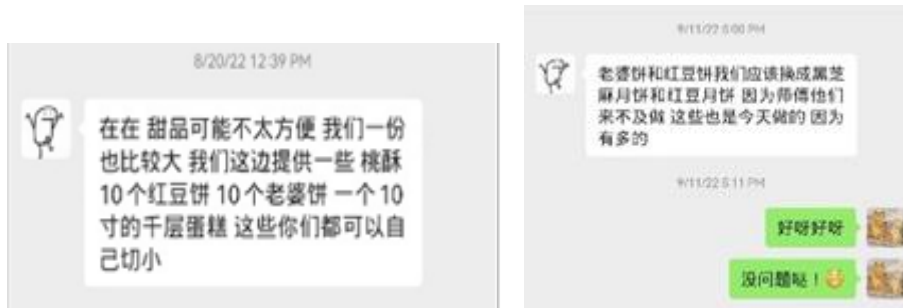 8/20/22 12:39 PM
在在 甜品可能不太方便 我们一份
也比较大 我们这边提供一些 桃酥
10个红豆饼 10个老婆饼 一个 10
寸的千层蛋糕 这些你们都可以自
己切小
9/11/22 5:00 PM
老婆饼和红豆饼我们应该换成黑芝
麻月饼和红豆月饼 因为师傅他们
来不及做 这些也是今天做的 因为
有多的
9/11/22 5:11 PM
好呀好呀
没问题哒！